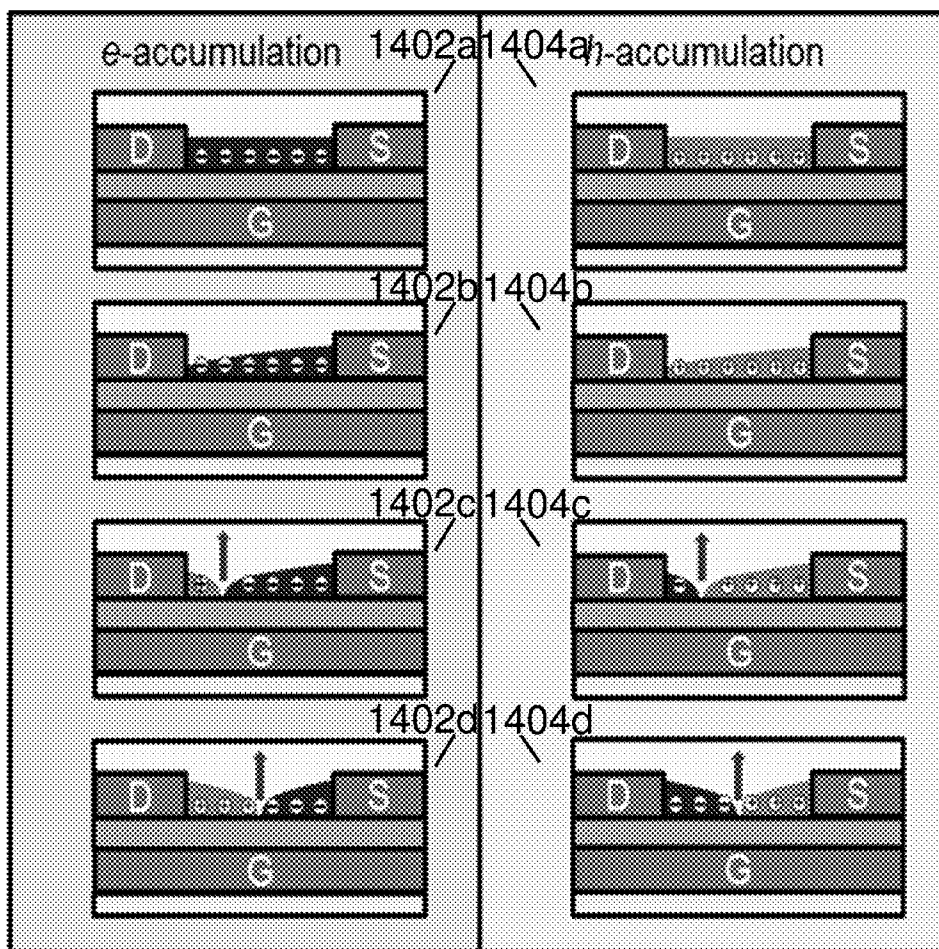 e-accumulation 1402a 1404a h-accumulation
D S D S
G G
1402b 1404b
D S D S
G G
1402c 1404c
D S D S
G G
1402d 1404d
D S D S
G G